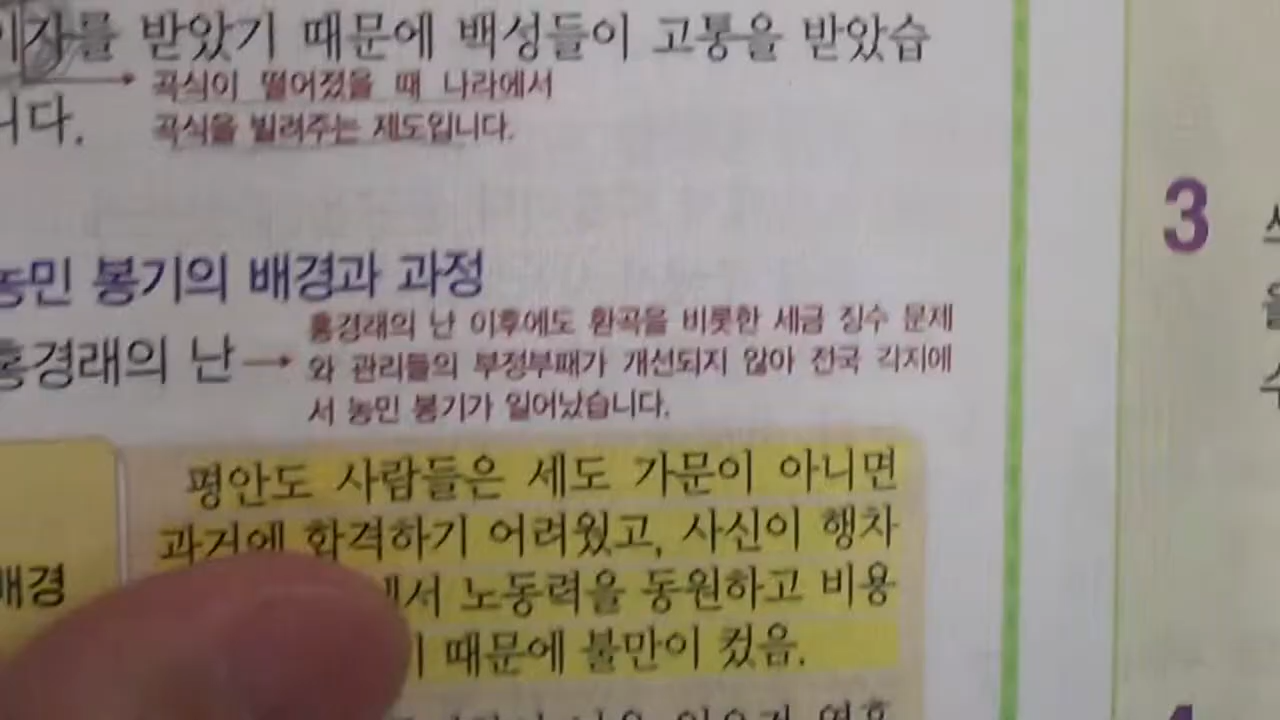 이자를 받았기 때문에 백성들이 고통을 받았습
니다.
곡식이 떨어졌을 때 나라에서
곡식을 빌려주는 제도입니다.
농민 봉기의 배경과 과정
홍경래의 난
홍경래의 난 이후에도 환곡을 비롯한 세금 징수 문제
와 관리들의 부정부패가 개선되지 않아 전국 각지에
서 농민 봉기가 일어났습니다.
배경
평안도 사람들은 세도 가문이 아니면
과거에 합격하기 어려웠고, 사신이 행차
에서 노동력을 동원하고 비용
때문에 불만이 컸음.
3
을